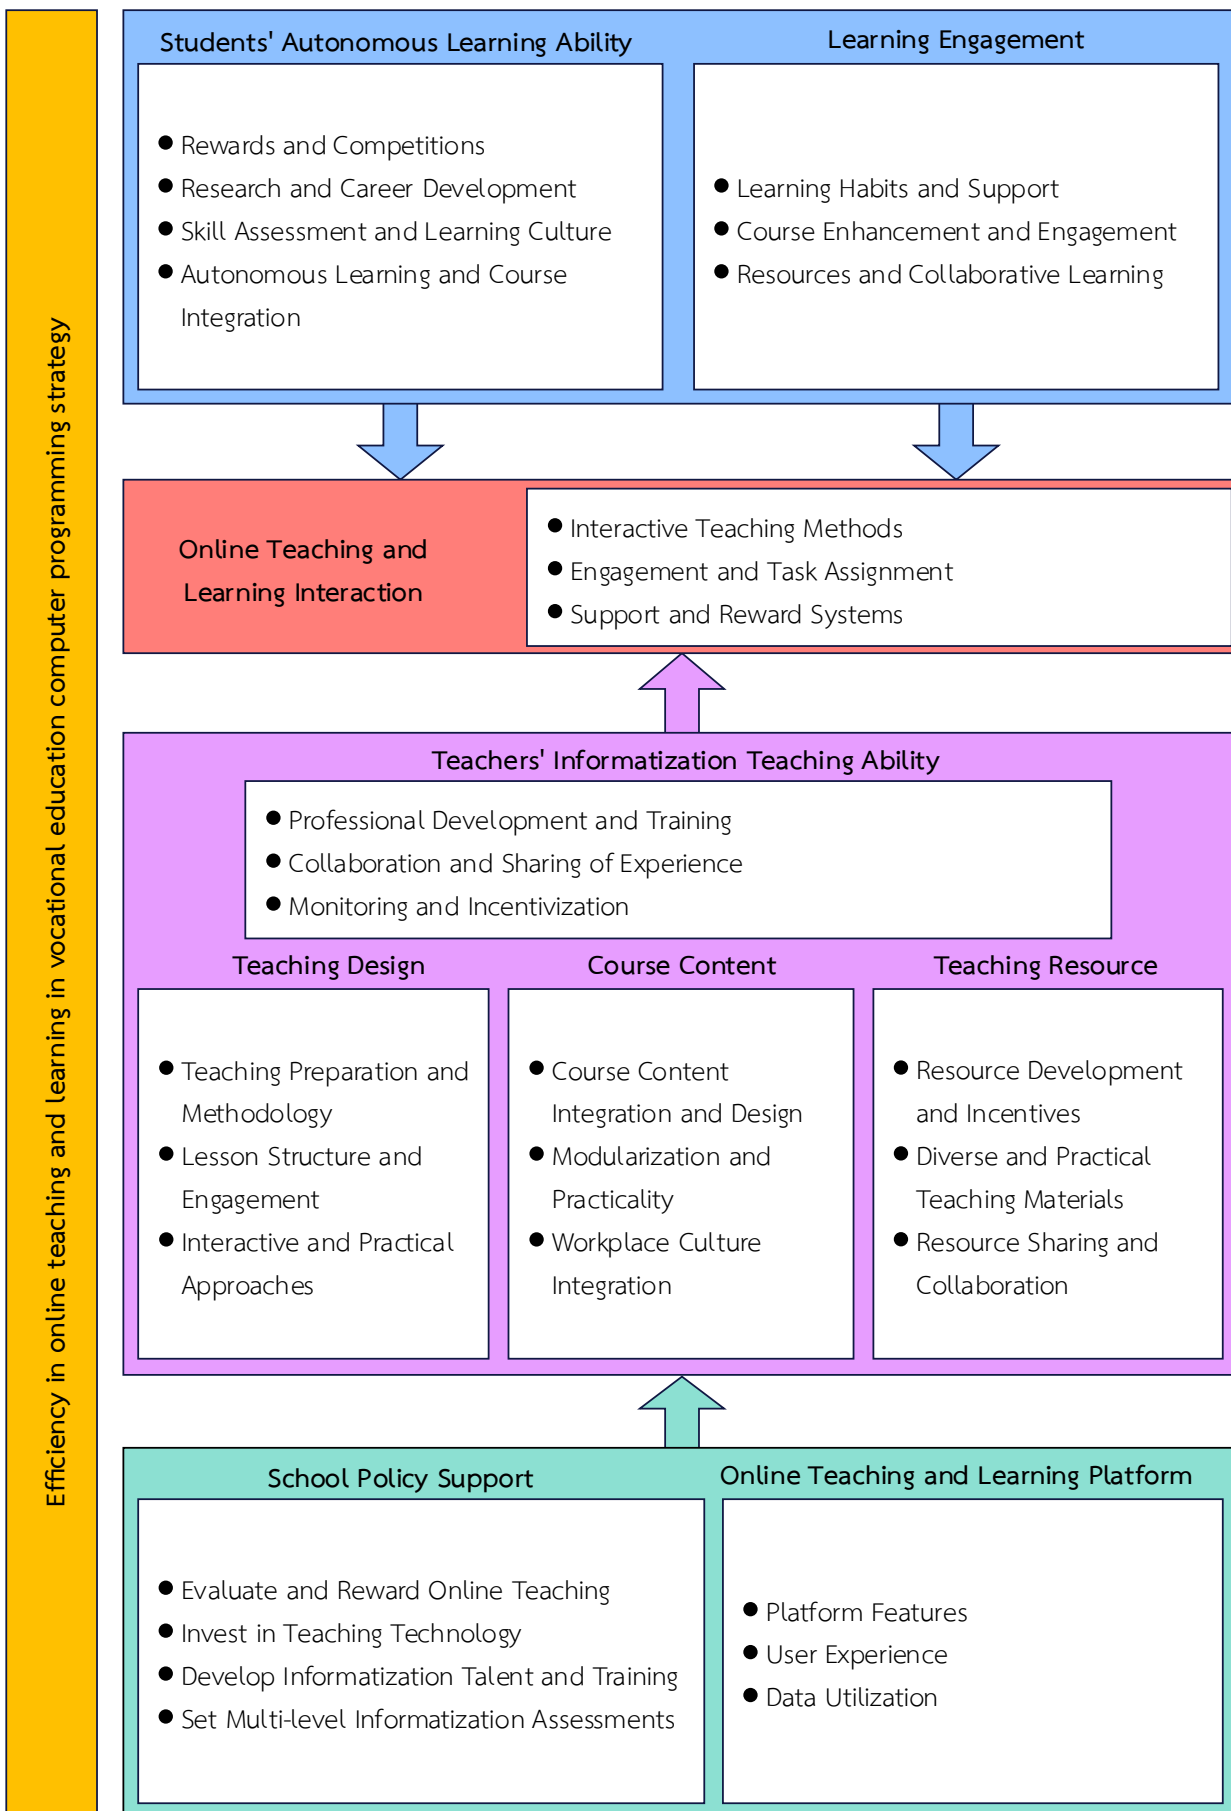 Efficiency in online teaching and learning in vocational education computer programming strategy
Students' Autonomous Learning Ability
● Rewards and Competitions
● Research and Career Development
● Skill Assessment and Learning Culture
● Autonomous Learning and Course
Integration
Learning Engagement
● Learning Habits and Support
● Course Enhancement and Engagement
● Resources and Collaborative Learning
Online Teaching and
Learning Interaction
● Interactive Teaching Methods
● Engagement and Task Assignment
● Support and Reward Systems
Teachers' Informatization Teaching Ability
● Professional Development and Training
● Collaboration and Sharing of Experience
● Monitoring and Incentivization
Teaching Design
● Teaching Preparation and
Methodology
● Lesson Structure and
Engagement
● Interactive and Practical
Approaches
Course Content
● Course Content
Integration and Design
● Modularization and
Practicality
● Workplace Culture
Integration
Teaching Resource
● Resource Development
and Incentives
● Diverse and Practical
Teaching Materials
● Resource Sharing and
Collaboration
School Policy Support
● Evaluate and Reward Online Teaching
● Invest in Teaching Technology
● Develop Informatization Talent and Training
● Set Multi-level Informatization Assessments
Online Teaching and Learning Platform
● Platform Features
● User Experience
● Data Utilization